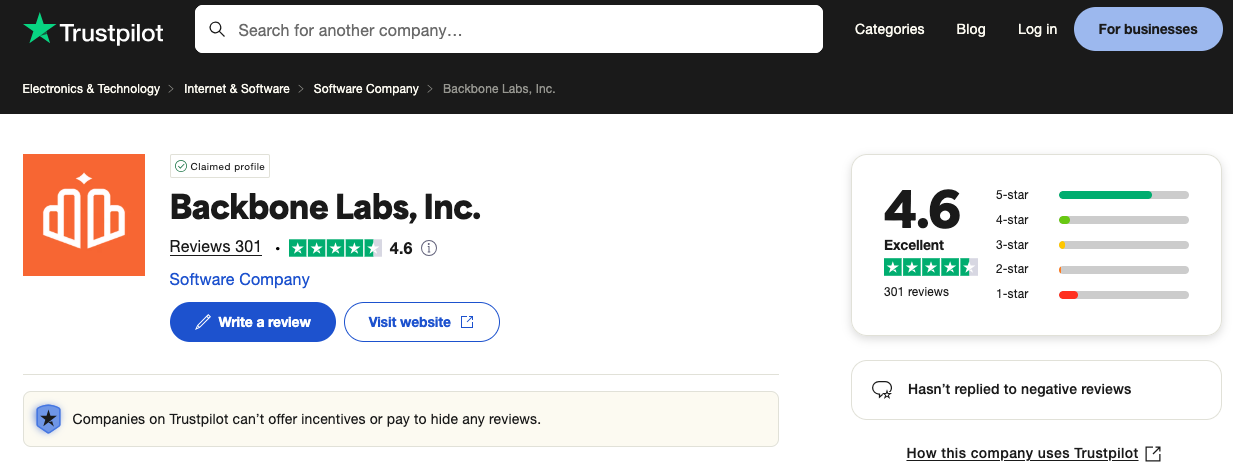 Trustpilot
Search for another company…
Categories
Blog
Log in
For businesses
Electronics & Technology > Internet & Software > Software Company > Backbone Labs, Inc.
Claimed profile
Backbone Labs, Inc.
Reviews 301 • 4.6
Software Company
Write a review
Visit website
Companies on Trustpilot can’t offer incentives or pay to hide any reviews.
4.6
Excellent
301 reviews
5-star
4-star
3-star
2-star
1-star
Hasn’t replied to negative reviews
How this company uses Trustpilot